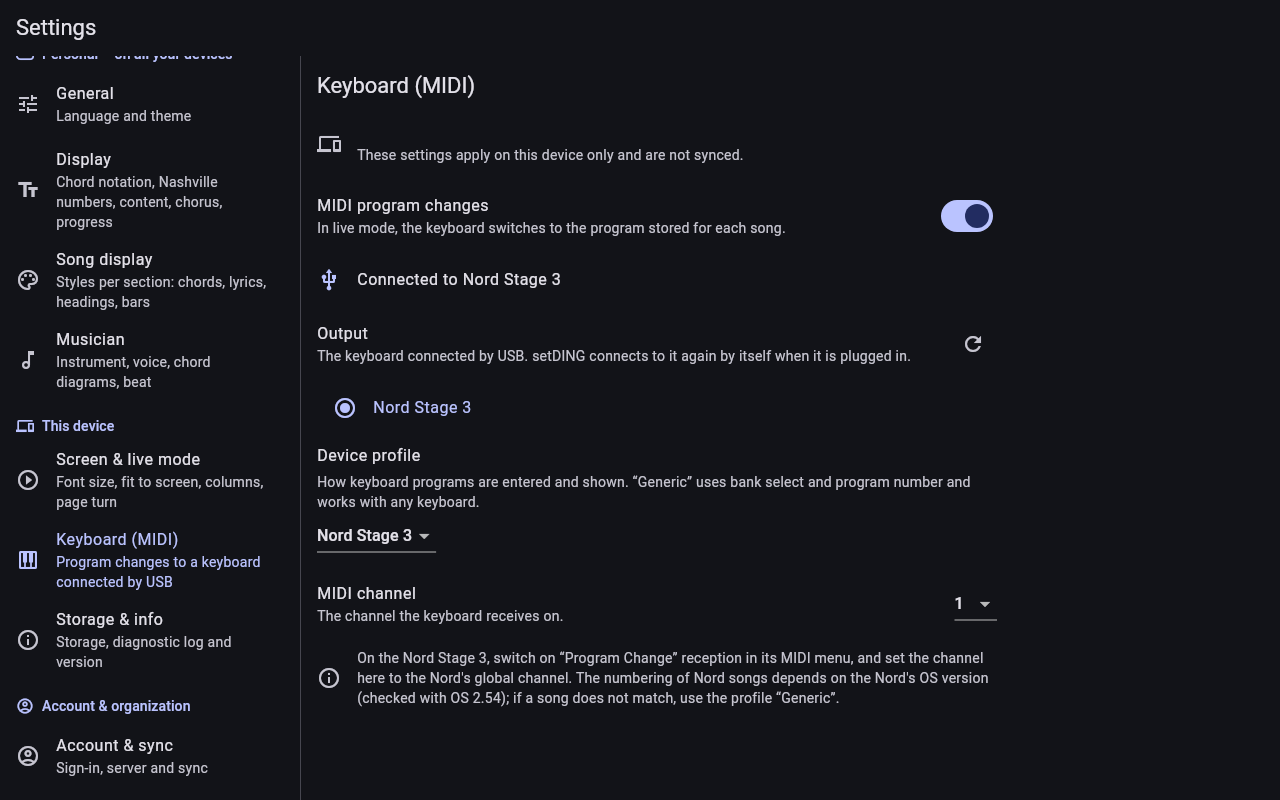 Settings
Personal – on all your devices
General
Language and theme
Display
Chord notation, Nashville
numbers, content, chorus,
progress
Song display
Styles per section: chords, lyrics,
headings, bars
Musician
Instrument, voice, chord
diagrams, beat
This device
Screen & live mode
Font size, fit to screen, columns,
page turn
Keyboard (MIDI)
Program changes to a keyboard
connected by USB
Storage & info
Storage, diagnostic log and
version
Account & organization
Account & sync
Sign-in, server and sync
Keyboard (MIDI)
These settings apply on this device only and are not synced.
MIDI program changes
In live mode, the keyboard switches to the program stored for each song.
Connected to Nord Stage 3
Output
The keyboard connected by USB. setDING connects to it again by itself when it is plugged in.
Nord Stage 3
Device profile
How keyboard programs are entered and shown. “Generic” uses bank select and program number and
works with any keyboard.
Nord Stage 3
MIDI channel
The channel the keyboard receives on.
1
On the Nord Stage 3, switch on “Program Change” reception in its MIDI menu, and set the channel
here to the Nord's global channel. The numbering of Nord songs depends on the Nord's OS version
(checked with OS 2.54); if a song does not match, use the profile “Generic”.